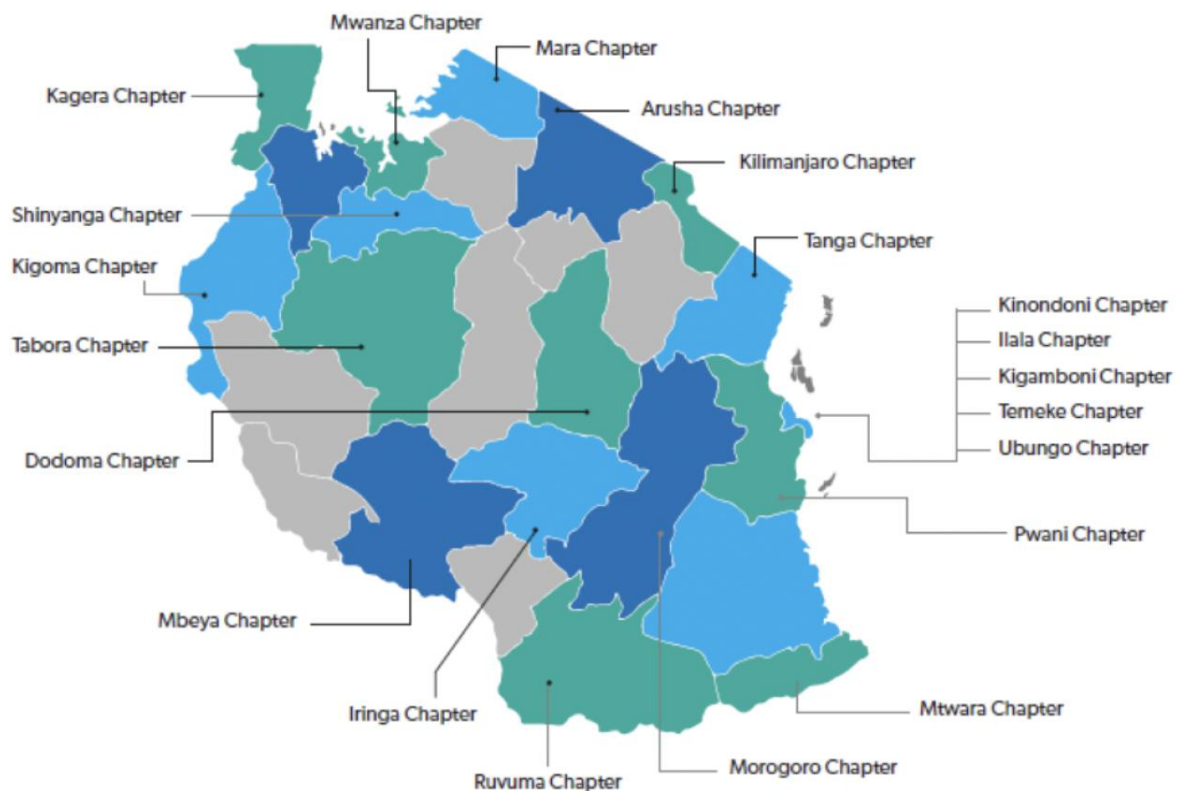 Mwanza Chapter
Mara Chapter
Kagera Chapter
Arusha Chapter
Kilimanjaro Chapter
Shinyanga Chapter
Tanga Chapter
Kigoma Chapter
Kinondoni Chapter
Ilala Chapter
Tabora Chapter
Kigamboni Chapter
Temeke Chapter
Ubungo Chapter
Dodoma Chapter
Pwani Chapter
Mbeya Chapter
Iringa Chapter
Mtwara Chapter
Morogoro Chapter
Ruvuma Chapter